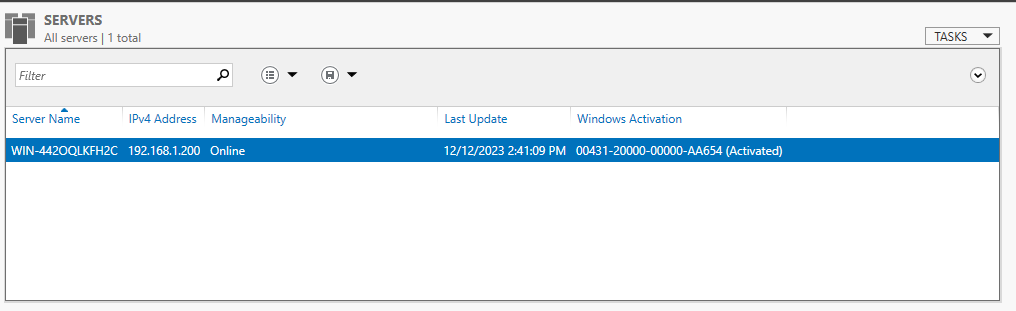 SERVERS
All servers | 1 total
TASKS
Filter
Server Name IPv4 Address Manageability Last Update Windows Activation
WIN-442OQLKFH2C 192.168.1.200 Online 12/12/2023 2:41:09 PM 00431-20000-00000-AA654 (Activated)